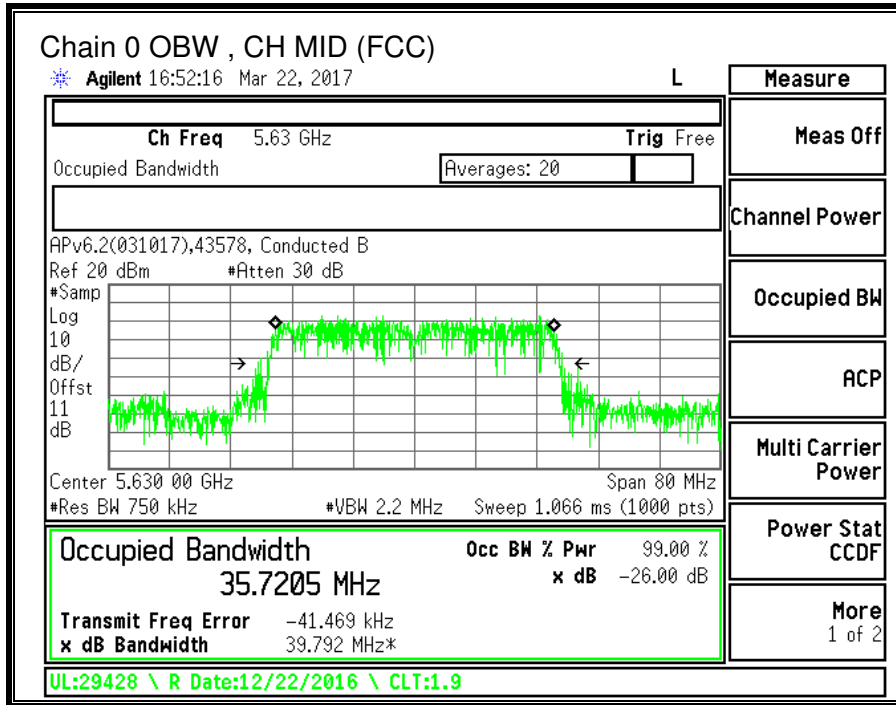 Chain 0 OBW , CH MID (FCC)
Agilent 16:52:16 Mar 22, 2017 L
Measure
Ch Freq 5.63 GHz Trig Free
Meas Off
Occupied Bandwidth Averages: 20
Channel Power
APv6.2(031017),43578, Conducted B
Ref 20 dBm #Atten 30 dB
#Samp
Log
10
dB/
Offst
11
dB
Occupied BW
ACP
Center 5.630 00 GHz Span 80 MHz
#Res BW 750 kHz #VBW 2.2 MHz Sweep 1.066 ms (1000 pts)
Multi Carrier
Power
Occupied Bandwidth Occ BW % Pwr 99.00 %
35.7205 MHz x dB -26.00 dB
Power Stat
CCDF
Transmit Freq Error -41.469 kHz
x dB Bandwidth 39.792 MHz*
More
1 of 2
UL:29428 \ R Date:12/22/2016 \ CLT:1.9